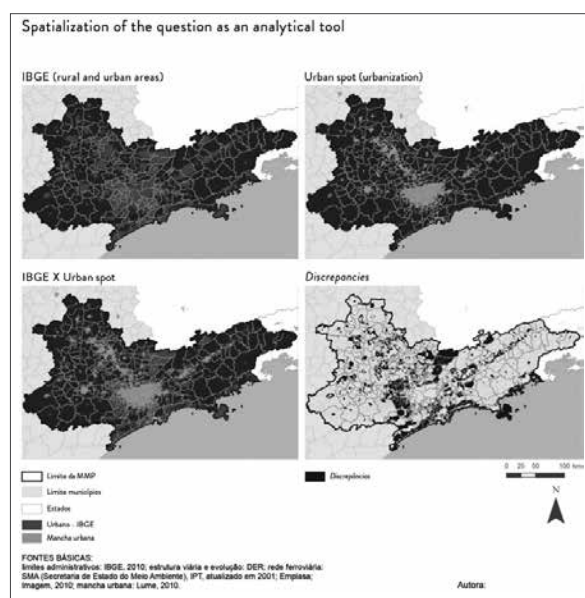 Spatialization of the question as an analytical tool
IBGE (rural and urban areas)
Urban spot (urbanization)
IBGE X Urban spot
Discrepancies
Limite da MMP
Limite municípios
Estados
Urbano - IBGE
Mancha urbana
Discrepâncias
0 25 50 100
N
FONTES BÁSICAS:
limites administrativos: IBGE, 2010; estrutura viária e evolução: DER; rede ferroviária:
SMA (Secretaria de Estado do Meio Ambiente), IPT, atualizado em 2001; Emplasa;
Imagem, 2010; mancha urbana: Lume, 2010.
Autora: